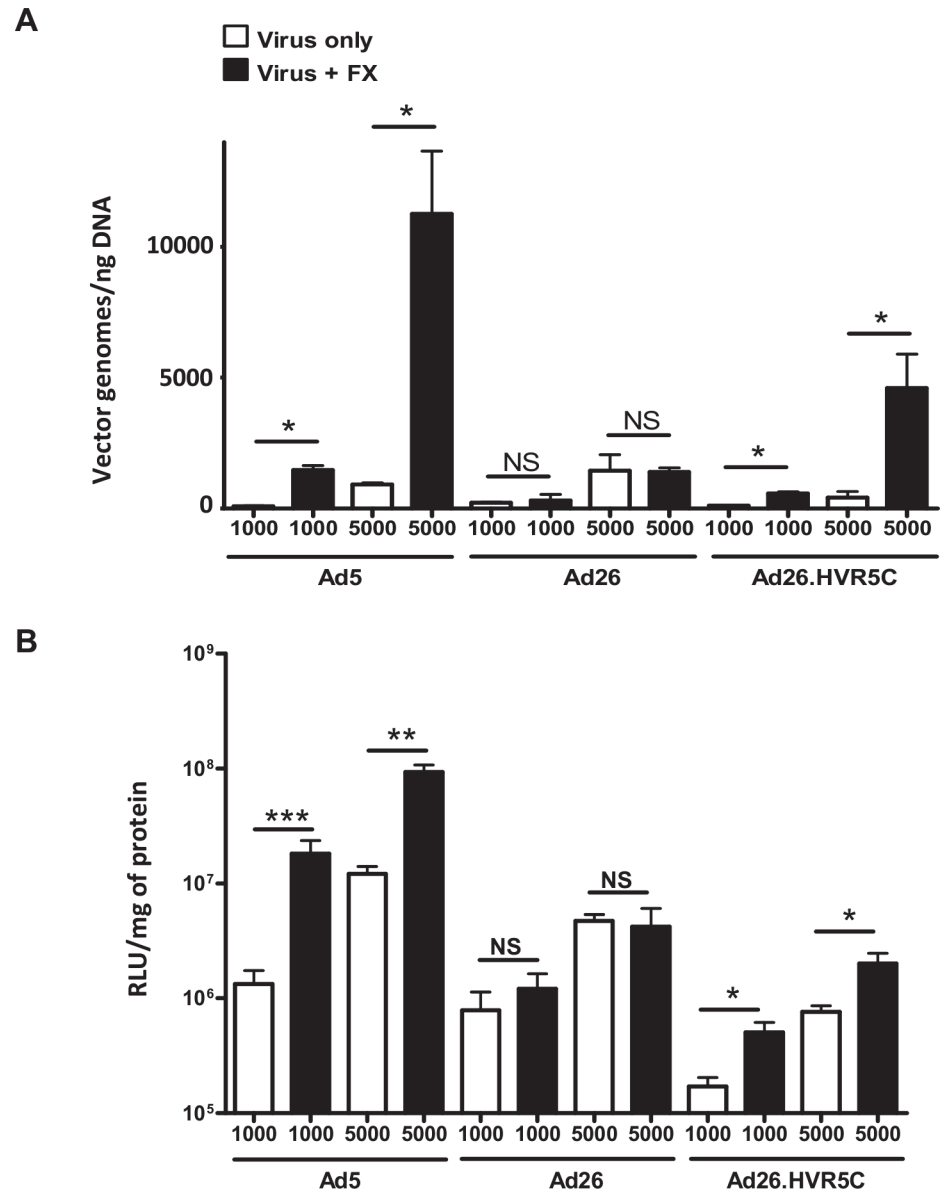 A
Virus only
Virus + FX
Vector genomes/ng DNA
10000
5000
0
*
*
NS
NS
*
*
1000 1000 5000 5000 1000 1000 5000 5000 1000 1000 5000 5000
Ad5 Ad26 Ad26.HVR5C
B
RLU/mg of protein
10⁹
10⁸
10⁷
10⁶
10⁵
***
**
NS
NS
*
*
1000 1000 5000 5000 1000 1000 5000 5000 1000 1000 5000 5000
Ad5 Ad26 Ad26.HVR5C